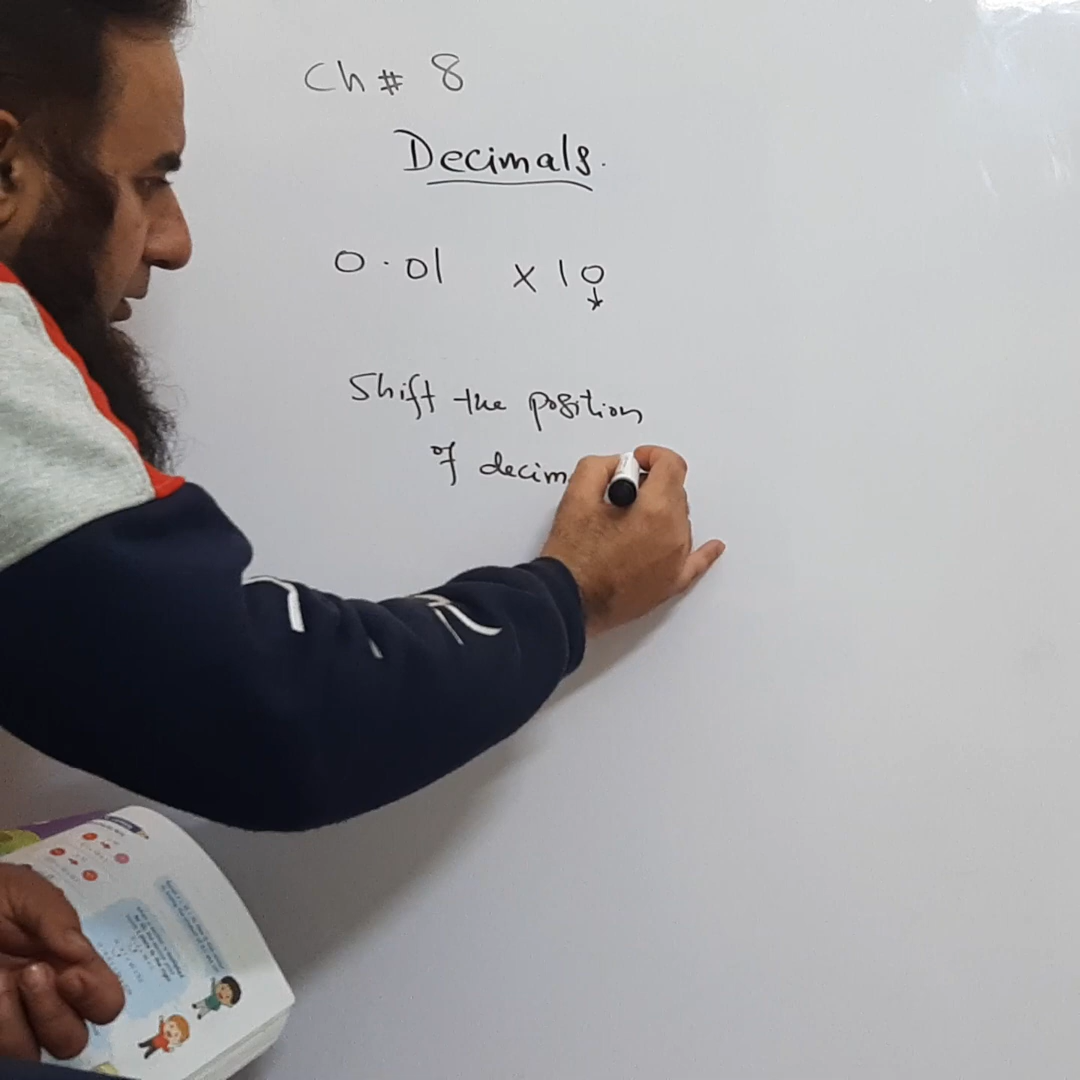 Ch # 8
Decimals.
0.01 × 10
Shift the position
of decim